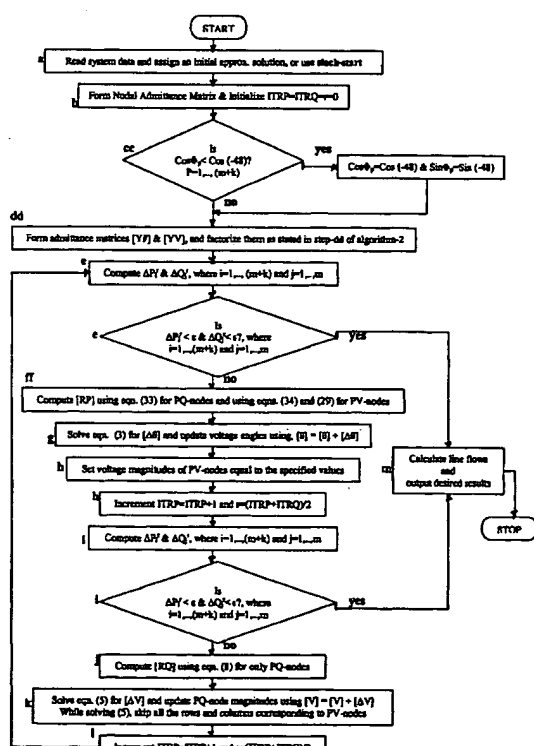 START
a
Read system data and assign an initial approx. solution, or use slack-start
b
Form Nodal Admittance Matrix & Initialize ITRP=ITRQ=r=0
cc
Is
CosΦp< Cos (-48)?
P=1,.., (m+k)
yes
CosΦp=Cos (-48) & SinΦp=Sin (-48)
no
dd
Form admittance matrices [Yθ] & [YV], and factorize them as stated in step-dd of algorithm-2
e
Compute ΔPi & ΔQj, where i=1,.., (m+k) and j=1,..,m
e
Is
ΔPi < ε & ΔQj < ε?, where
i=1,..,(m+k) and j=1,..,m
yes
no
ff
Compute [RP] using eqn. (33) for PQ-nodes and using eqns. (34) and (29) for PV-nodes
g
Solve eqn. (3) for [Δθ] and update voltage angles using, [θ] = [θ] + [Δθ]
h
Set voltage magnitudes of PV-nodes equal to the specified values
m
Calculate line flows
and
output desired results
h
Increment ITRP=ITRP+1 and r=(ITRP+ITRQ)/2
STOP
i
Compute ΔPi & ΔQj, where i=1,..,(m+k) and j=1,..,m
i
Is
ΔPi < ε & ΔQj < ε?, where
i=1,..,(m+k) and j=1,..,m
yes
no
j
Compute [RQ] using eqn. (8) for only PQ-nodes
k
Solve eqn. (5) for [ΔV] and update PQ-node magnitudes using [V] = [V] + [ΔV]
While solving (5), skip all the rows and columns corresponding to PV-nodes
l